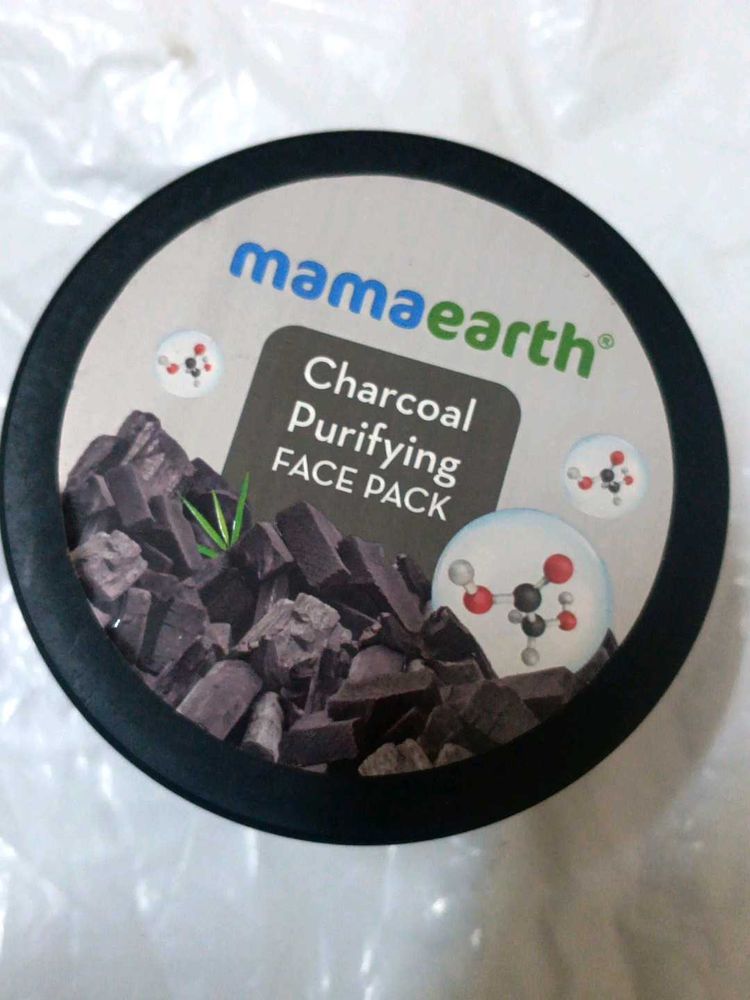 mamaearth®
Charcoal
Purifying
FACE PACK